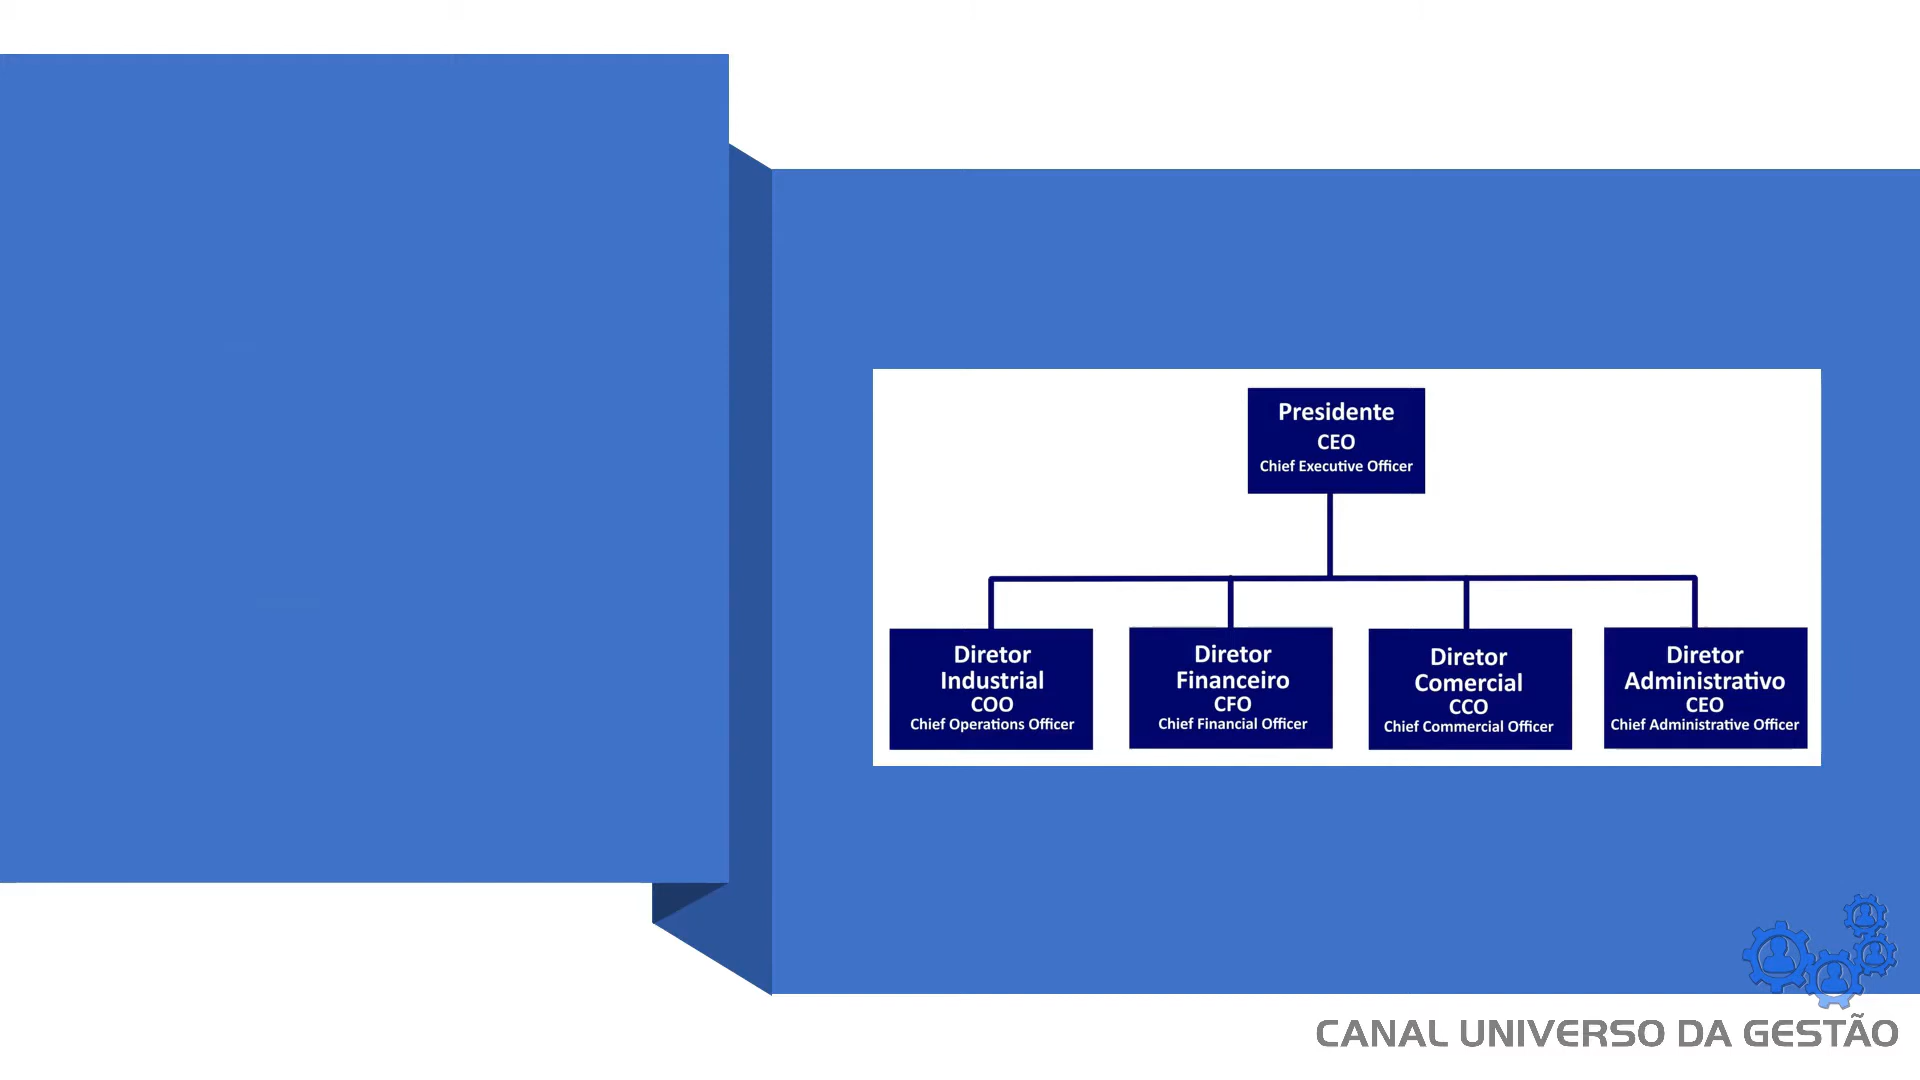 Presidente
CEO
Chief Executive Officer
Diretor
Industrial
COO
Chief Operations Officer
Diretor
Financeiro
CFO
Chief Financial Officer
Diretor
Comercial
CCO
Chief Commercial Officer
Diretor
Administrativo
CEO
Chief Administrative Officer
CANAL UNIVERSO DA GESTÃO